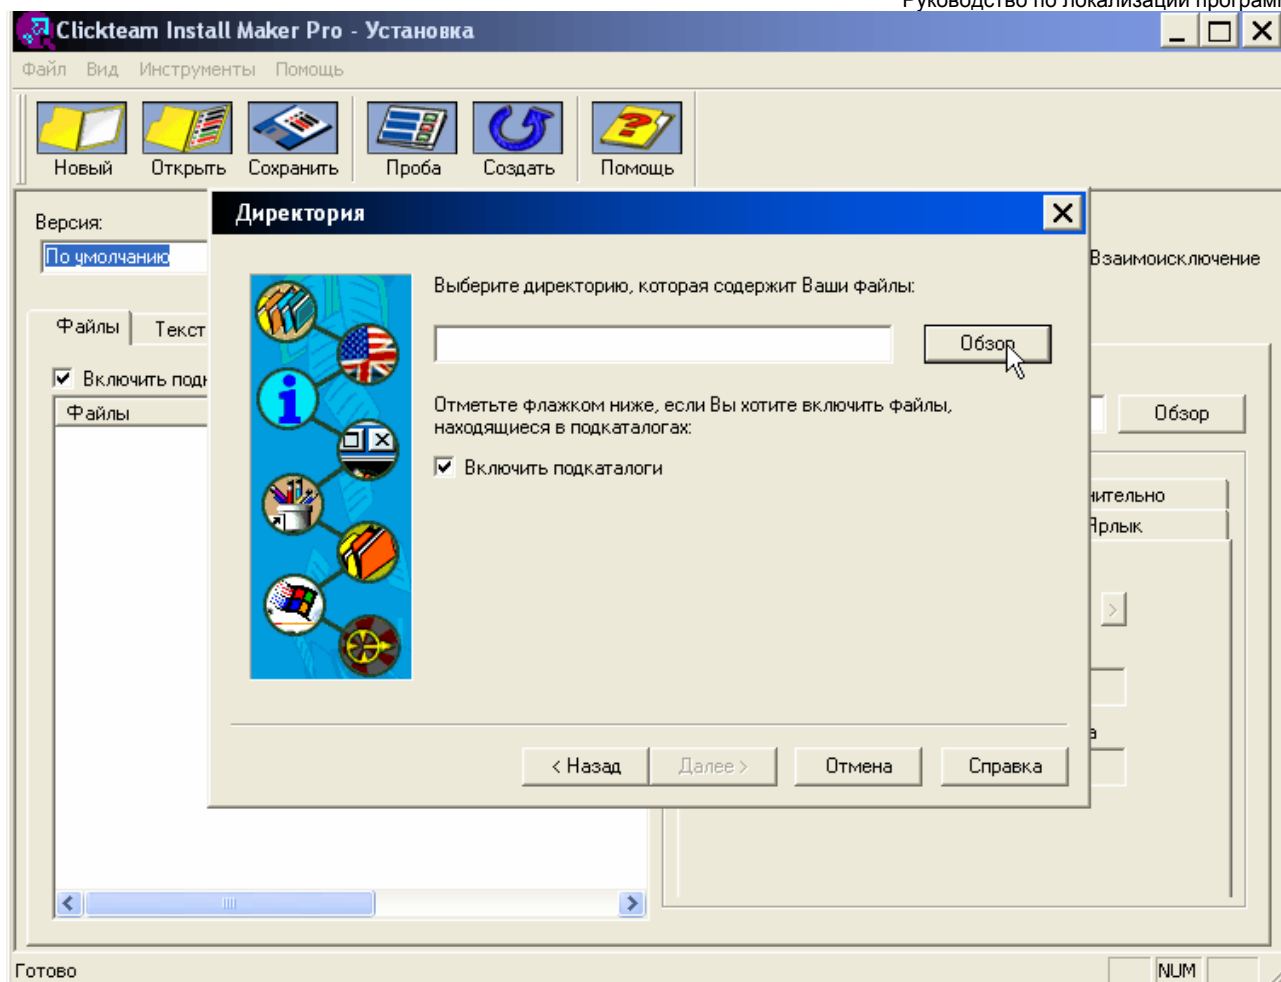 Руководство по локализации програм
Clickteam Install Maker Pro - Установка
Файл Вид Инструменты Помощь
Новый Открыть Сохранить Проба Создать Помощь
Версия:
По умолчанию
Взаимоисключение
Файлы Текст
Включить под
Файлы
Обзор
нительно
Ярлык
>
а
Директория
Выберите директорию, которая содержит Ваши файлы:
Обзор
Отметьте флажком ниже, если Вы хотите включить файлы,
находящиеся в подкаталогах:
Включить подкаталоги
< Назад Далее > Отмена Справка
Готово NUM